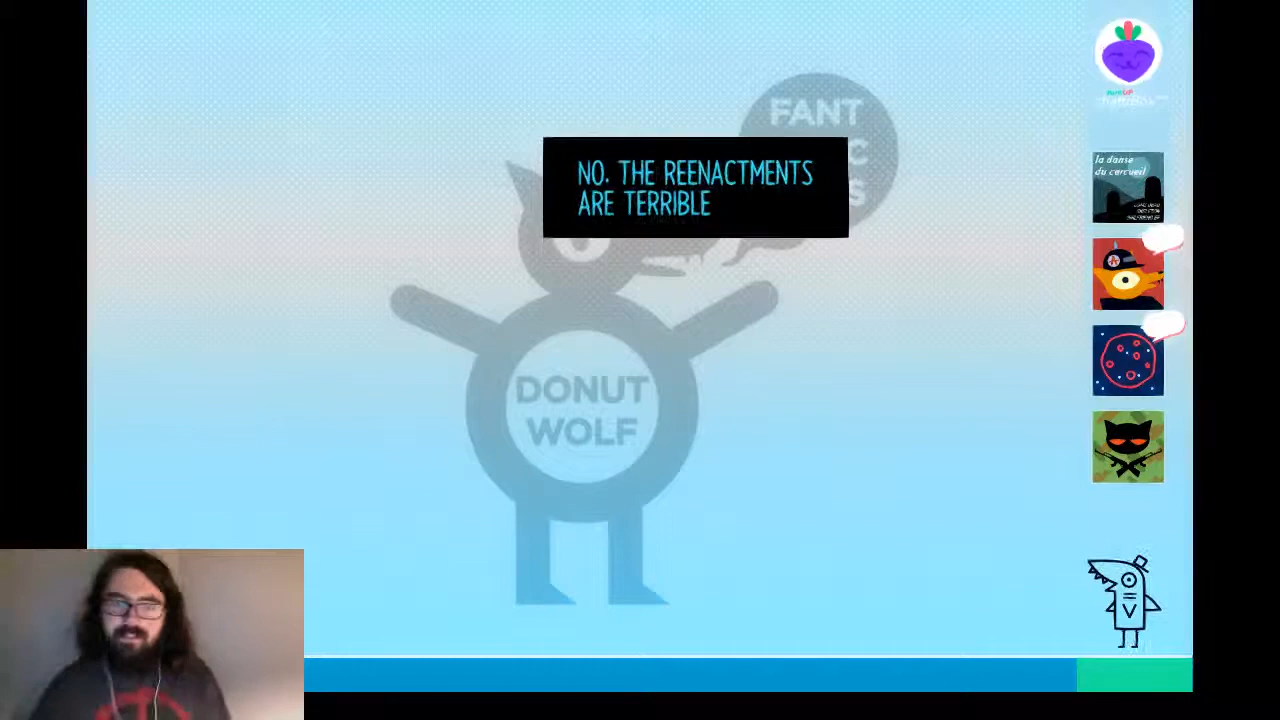 FANT
C
S
NO. THE REENACTMENTS
ARE TERRIBLE
la danse
du cercueil
DONUT
WOLF